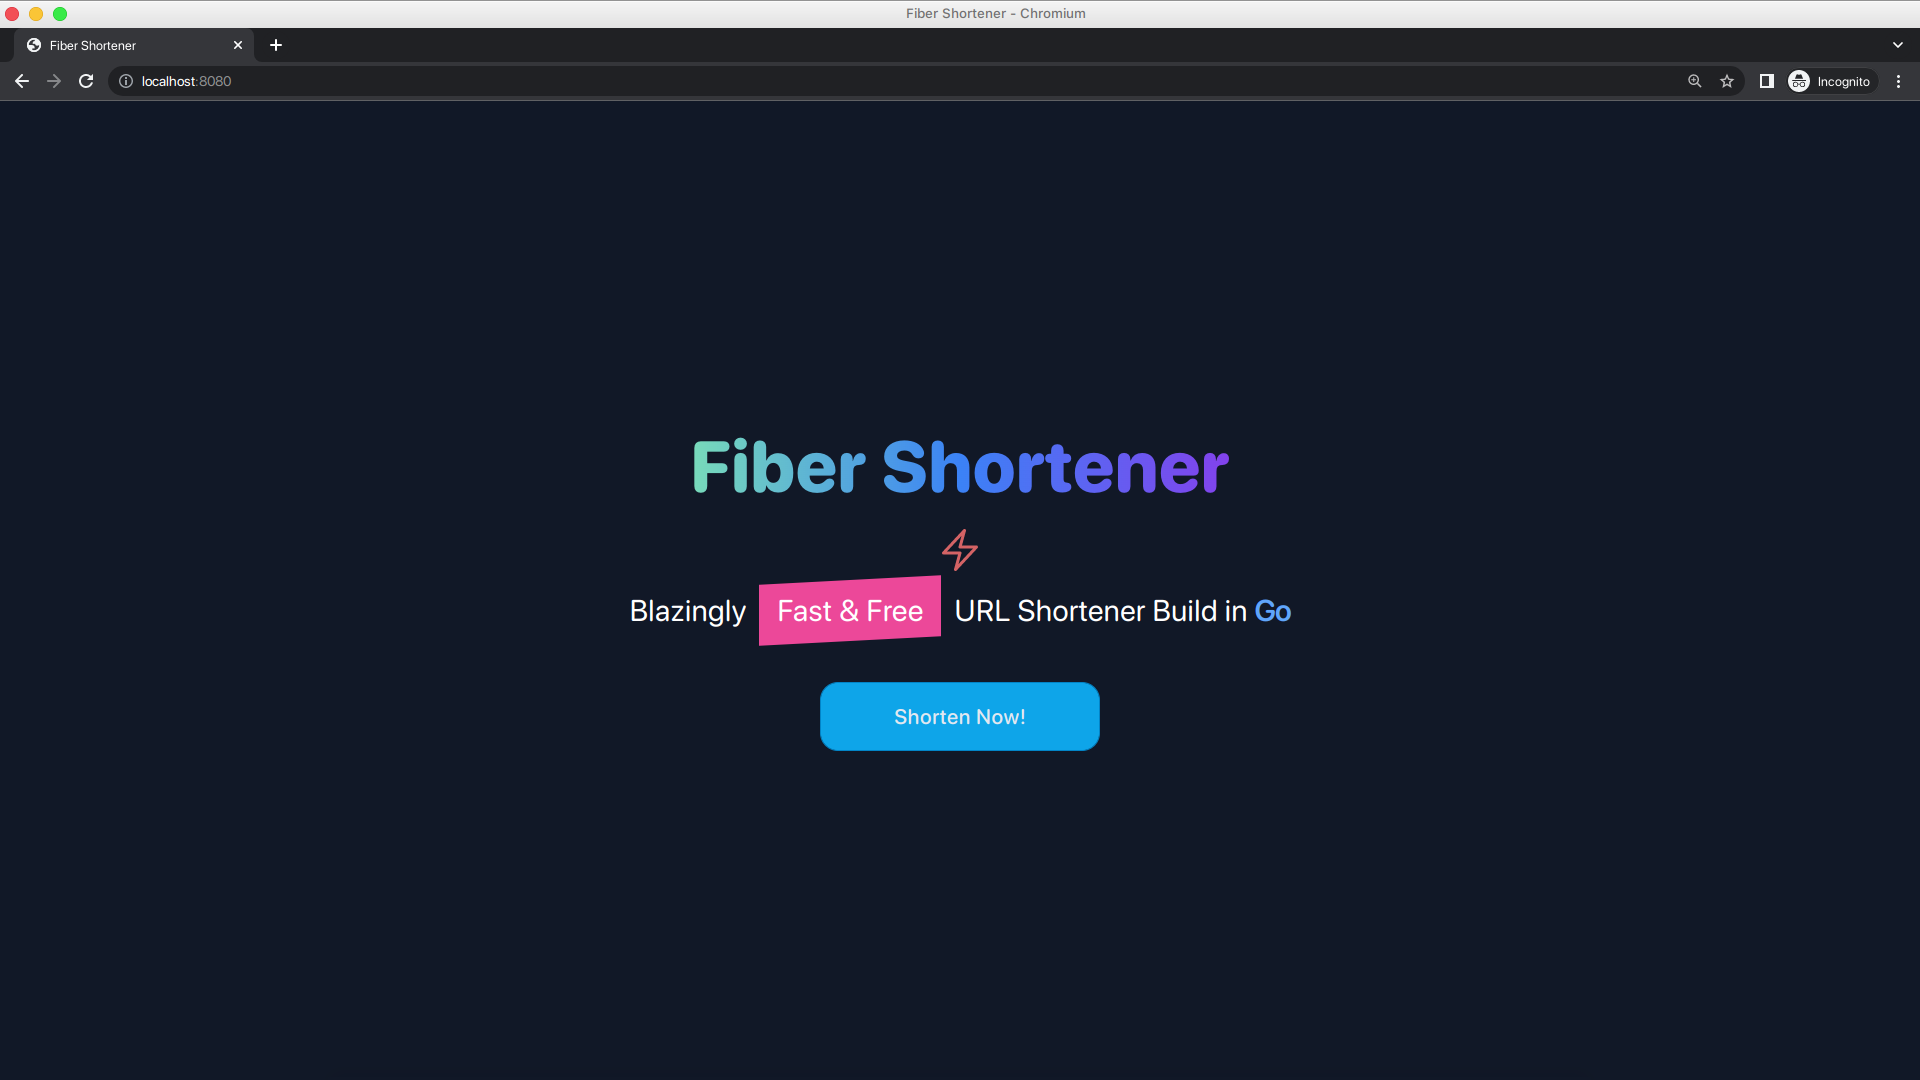 Fiber Shortener - Chromium
Fiber Shortener
localhost:8080
Incognito
Fiber Shortener
Blazingly Fast & Free URL Shortener Build in Go
Shorten Now!